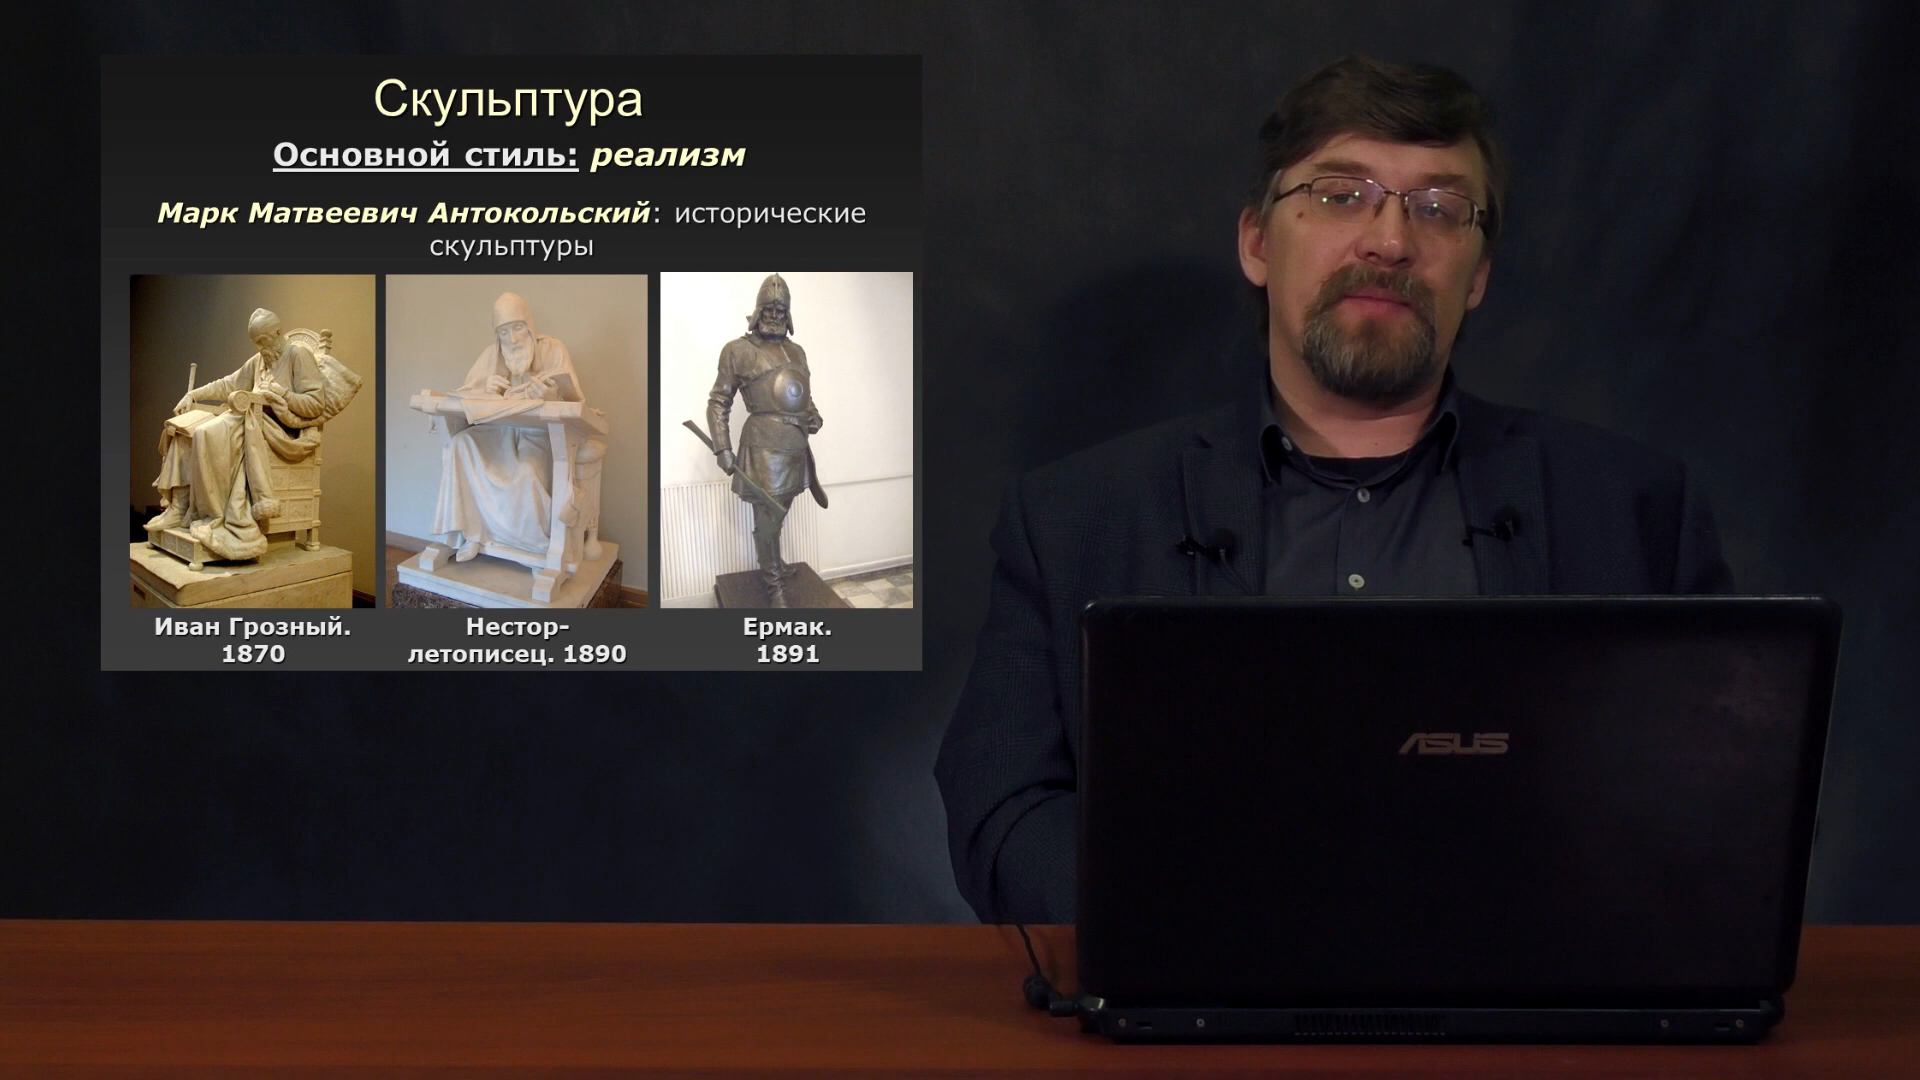 Скульптура
Основной стиль: реализм
Марк Матвеевич Антокольский: исторические
скульптуры
Иван Грозный.
1870
Нестор-
летописец. 1890
Ермак.
1891
ASUS